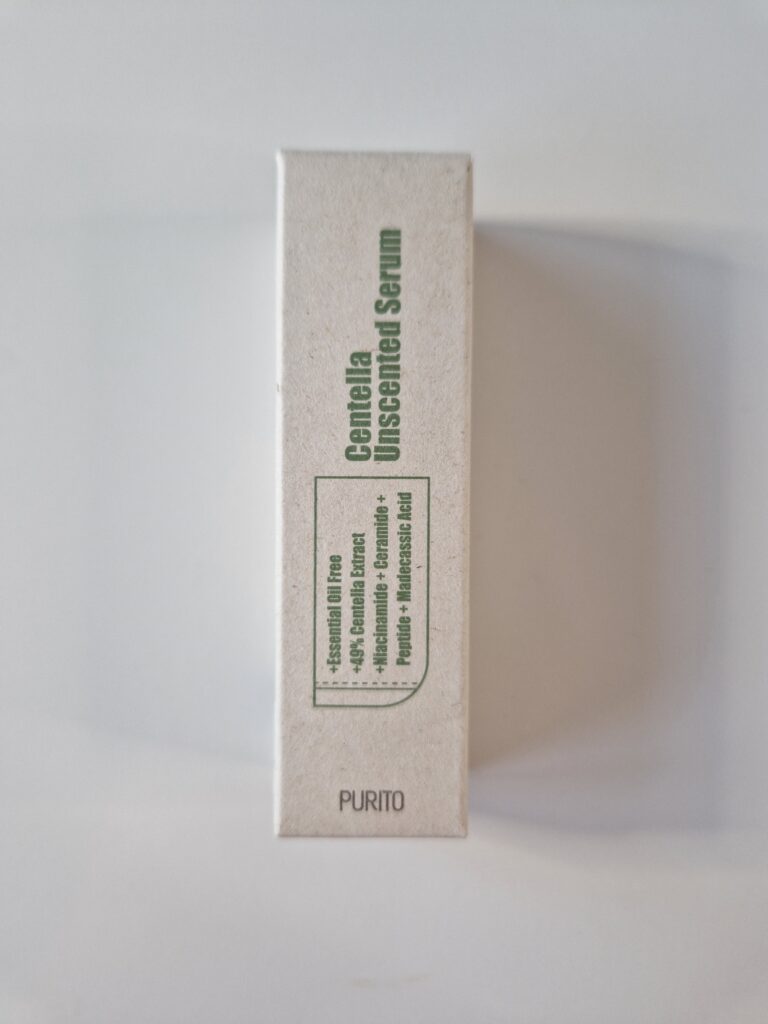 Centella
Unscented Serum
+Essential Oil Free
+49% Centella Extract
+Niacinamide + Ceramide +
Peptide + Madecassic Acid
PURITO